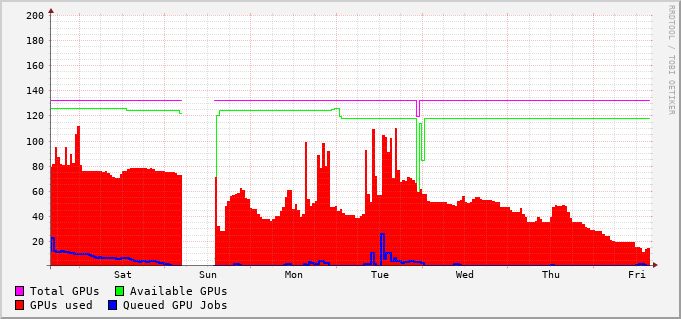 200
180
160
140
120
100
80
60
40
20
Sat Sun Mon Tue Wed Thu Fri
Total GPUs Available GPUs
GPUs used Queued GPU Jobs
RRDTOOL / TOBI OETIKER